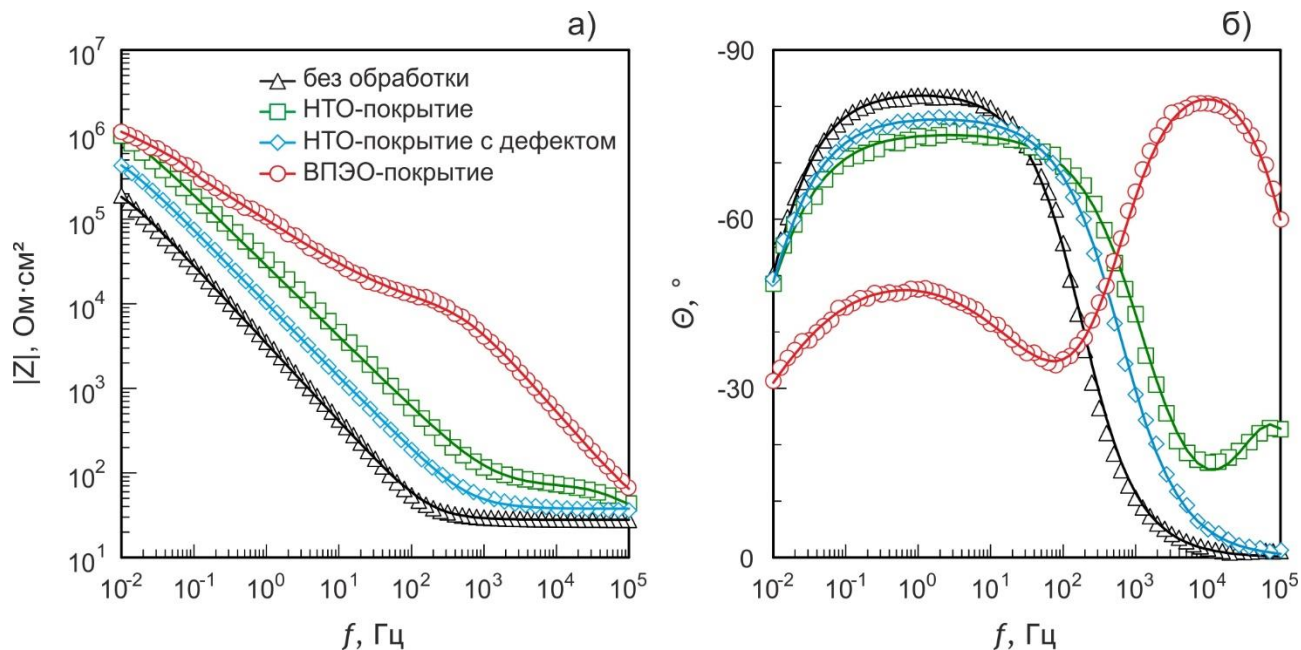 а)
10⁷
10⁶
10⁵
10⁴
10³
10²
10¹
|Z|, Ом·см²
без обработки
НТО-покрытие
НТО-покрытие с дефектом
ВПЭО-покрытие
10⁻² 10⁻¹ 10⁰ 10¹ 10² 10³ 10⁴ 10⁵
f, Гц
б)
-90
-60
-30
0
Θ, °
10⁻² 10⁻¹ 10⁰ 10¹ 10² 10³ 10⁴ 10⁵
f, Гц